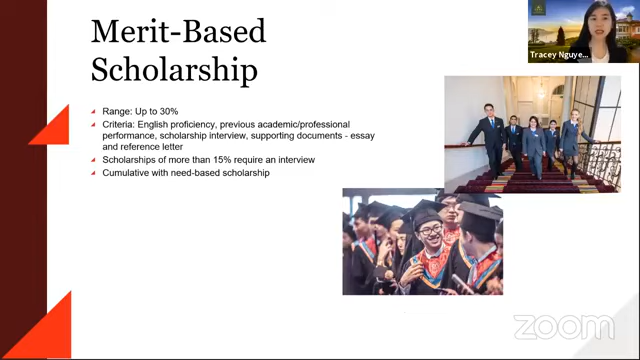 Merit-Based
Scholarship
Range: Up to 30%
Criteria: English proficiency, previous academic/professional
performance, scholarship interview, supporting documents - essay
and reference letter
Scholarships of more than 15% require an interview
Cumulative with need-based scholarship
Tracey Nguye...
zoom